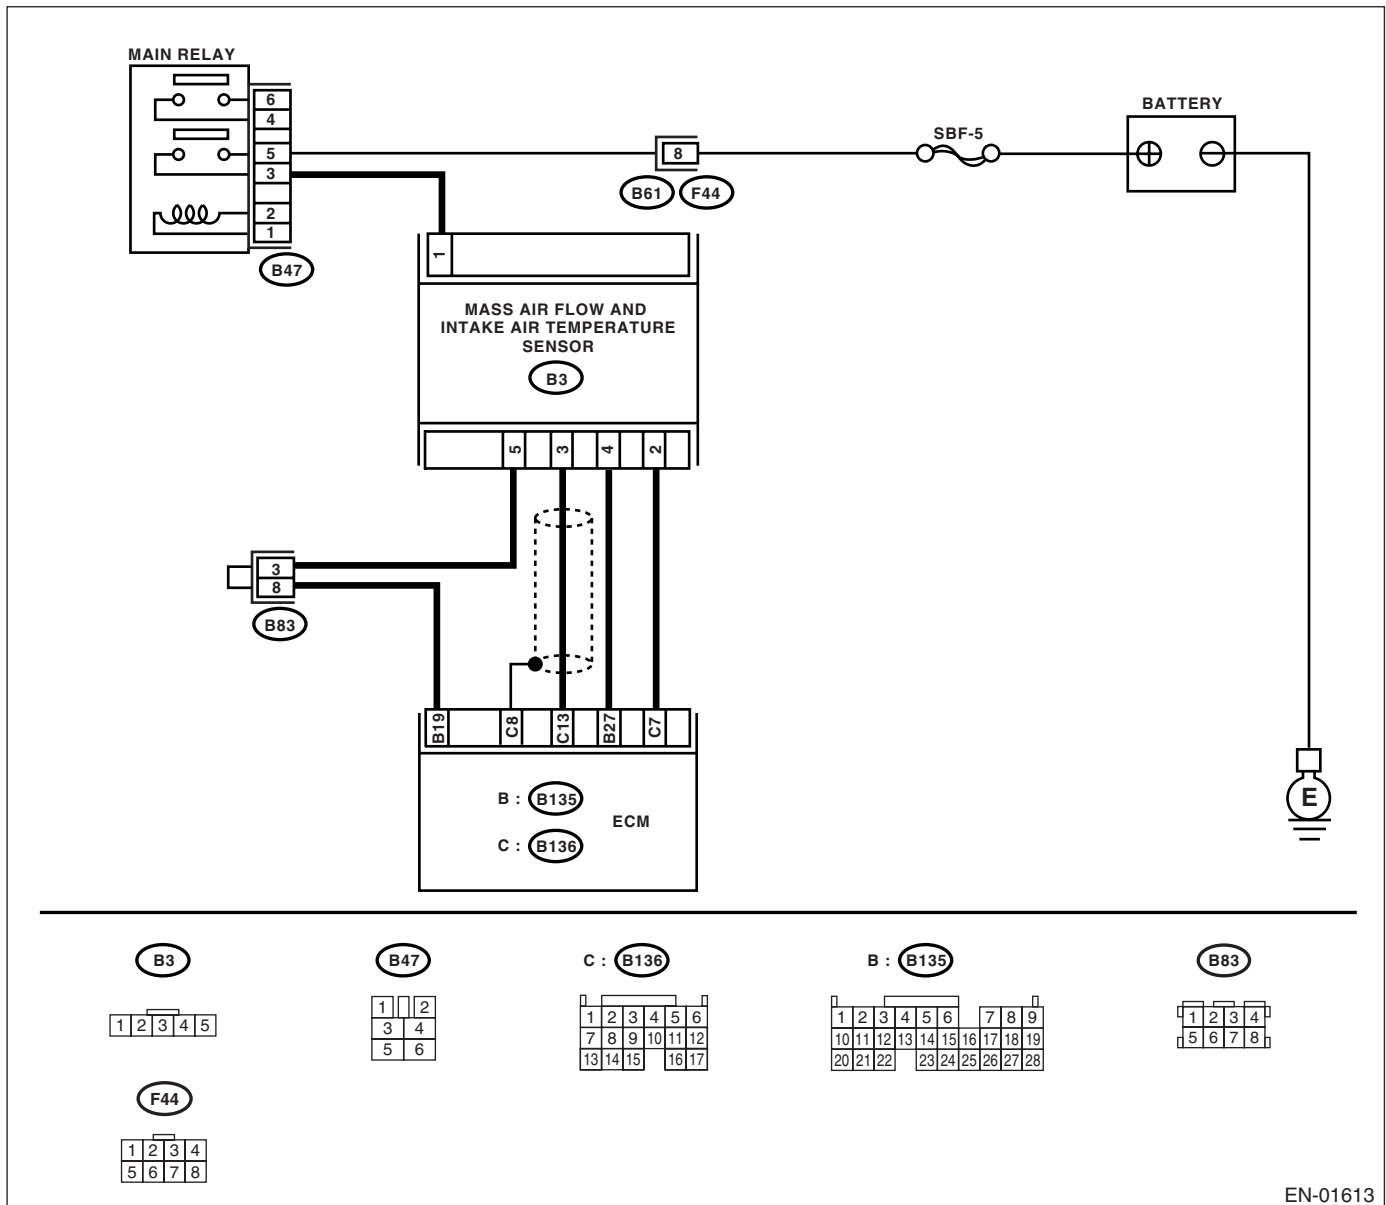 MAIN RELAY
6
4
5
3
2
1
B47
8
B61 F44
SBF-5
BATTERY
1
MASS AIR FLOW AND
INTAKE AIR TEMPERATURE
SENSOR
B3
5 3 4 2
3
8
B83
B19 C8 C13 B27 C7
B : B135
ECM
C : B136
E
B3
1 2 3 4 5
B47
1 2
3 4
5 6
C : B136
1 2 3 4 5 6
7 8 9 10 11 12
13 14 15 16 17
B : B135
1 2 3 4 5 6 7 8 9
10 11 12 13 14 15 16 17 18 19
20 21 22 23 24 25 26 27 28
B83
1 2 3 4
5 6 7 8
F44
1 2 3 4
5 6 7 8
EN-01613